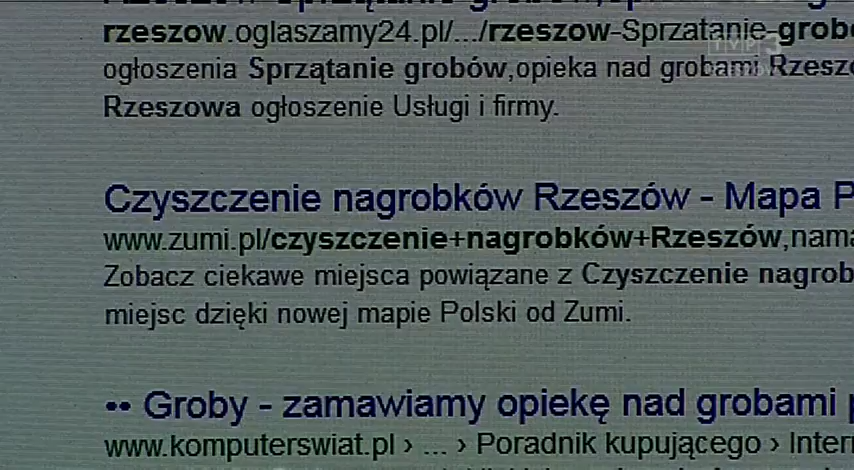 rzeszow.oglaszamy24.pl/.../rzeszow-Sprzatanie-grob
ogłoszenia Sprzątanie grobów,opieka nad grobami Rzesz
Rzeszowa ogłoszenie Usługi i firmy.
Czyszczenie nagrobków Rzeszów - Mapa P
www.zumi.pl/czyszczenie+nagrobków+Rzeszów,nama
Zobacz ciekawe miejsca powiązane z Czyszczenie nagrob
miejsc dzięki nowej mapie Polski od Zumi.
•• Groby - zamawiamy opiekę nad grobami p
www.komputerswiat.pl › ... › Poradnik kupującego › Inter